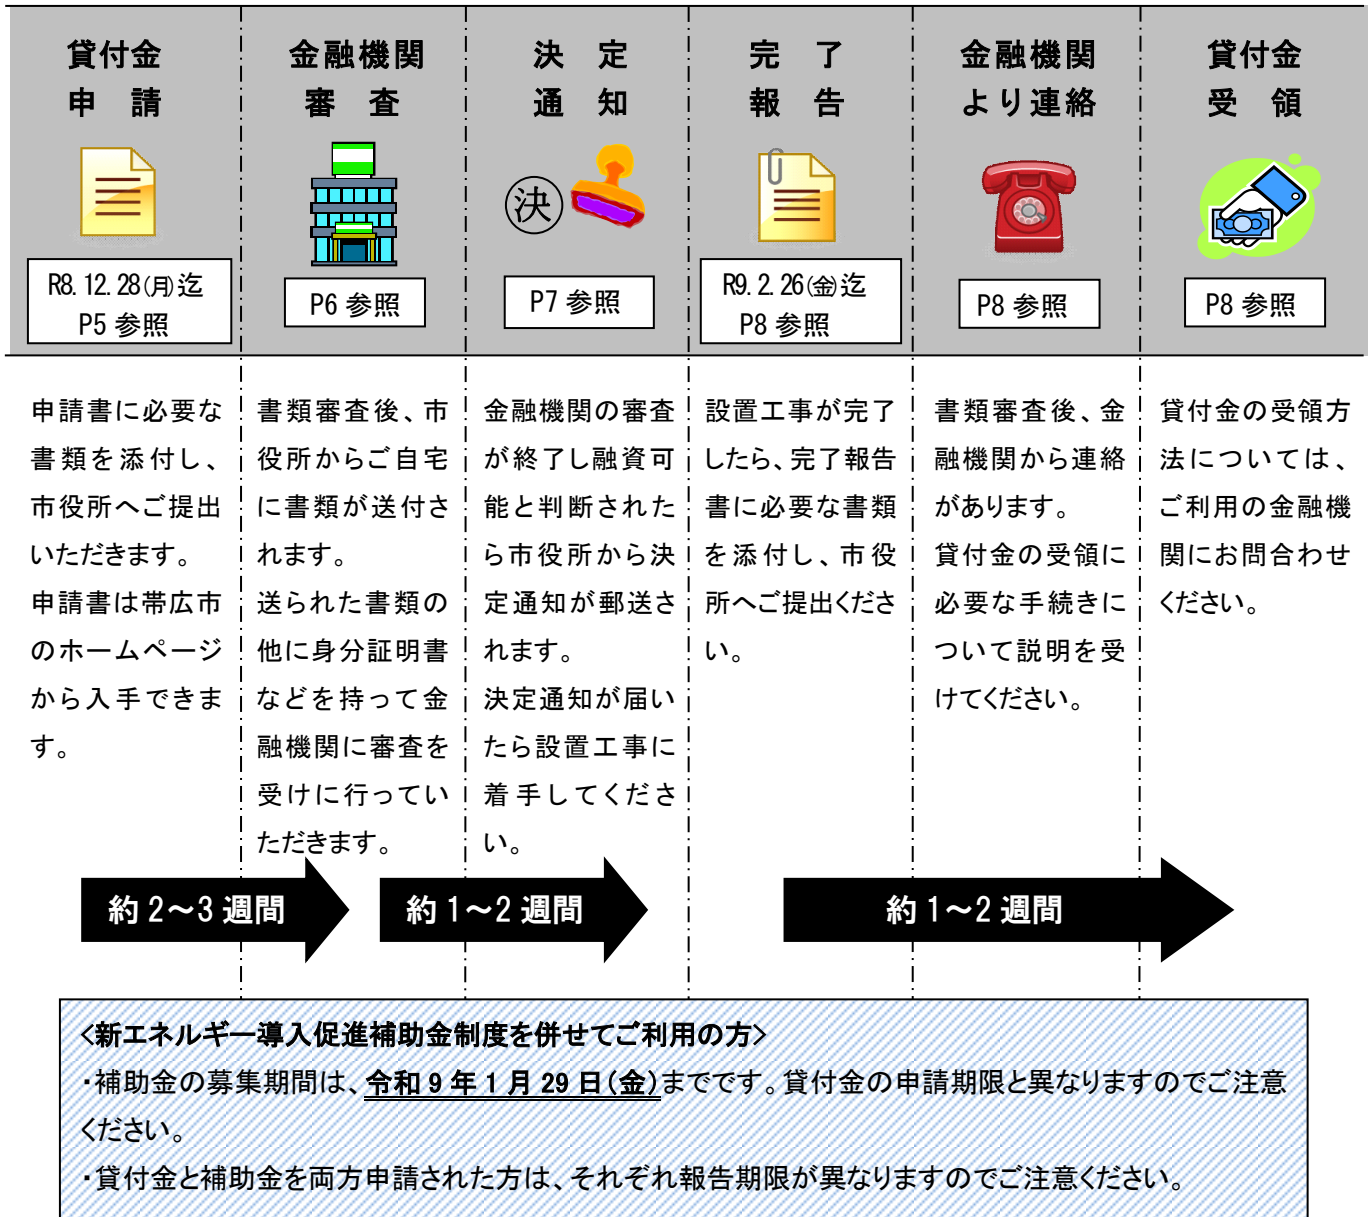 貸付金
申　請
R8.12.28(月)迄
P5 参照
金融機関
審　査
P6 参照
決　定
通　知
決
P7 参照
完　了
報　告
R9.2.26(金)迄
P8 参照
金融機関
より連絡
P8 参照
貸付金
受　領
P8 参照
申請書に必要な
書類を添付し、
市役所へご提出
いただきます。
申請書は帯広市
のホームページ
から入手できま
す。
書類審査後、市
役所からご自宅
に書類が送付さ
れます。
送られた書類の
他に身分証明書
などを持って金
融機関に審査を
受けに行ってい
ただきます。
金融機関の審査
が終了し融資可
能と判断された
ら市役所から決
定通知が郵送さ
れます。
決定通知が届い
たら設置工事に
着手してくださ
い。
設置工事が完了
したら、完了報告
書に必要な書類
を添付し、市役
所へご提出くださ
い。
書類審査後、金
融機関から連絡
があります。
貸付金の受領に
必要な手続きに
ついて説明を受
けてください。
貸付金の受領方
法については、
ご利用の金融機
関にお問合わせ
ください。
約 2～3 週間
約 1～2 週間
約 1～2 週間
<新エネルギー導入促進補助金制度を併せてご利用の方>
・補助金の募集期間は、令和 9 年 1 月 29 日（金）までです。貸付金の申請期限と異なりますのでご注意
ください。
・貸付金と補助金を両方申請された方は、それぞれ報告期限が異なりますのでご注意ください。